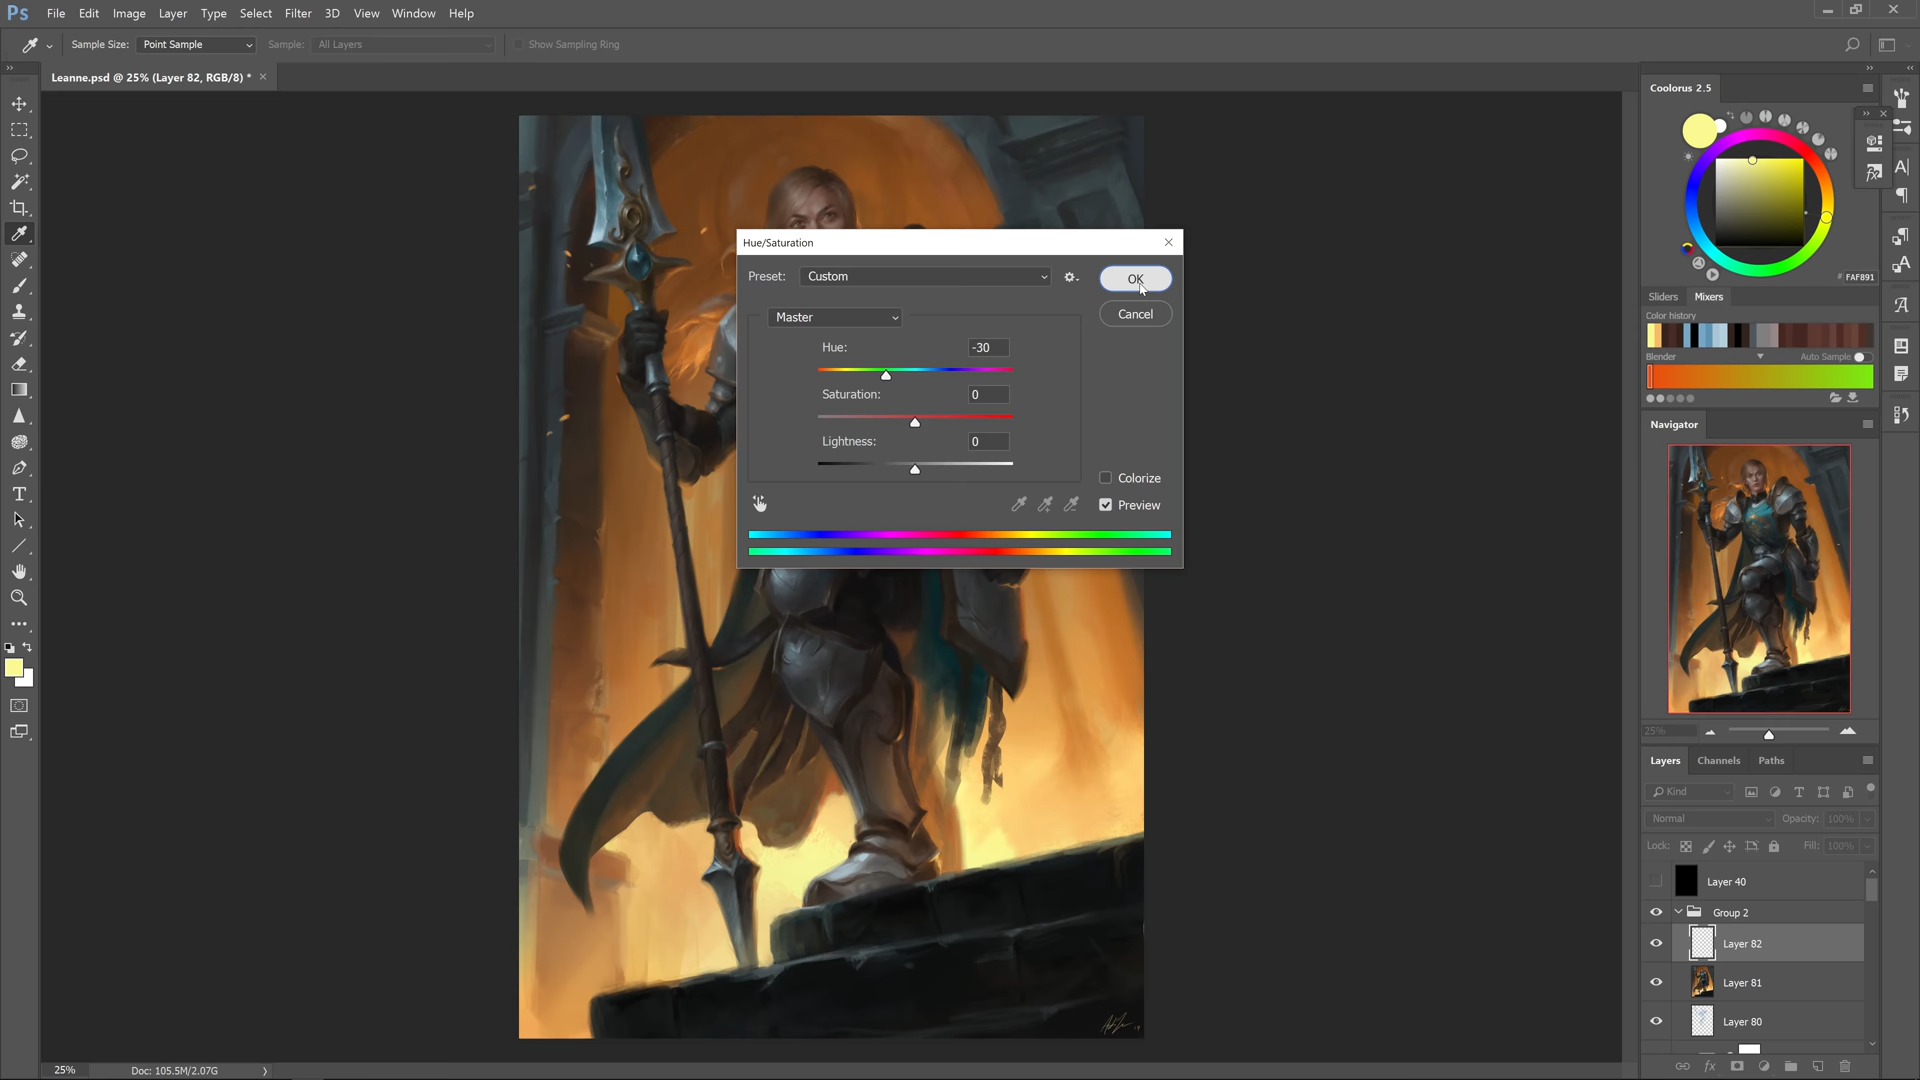 Ps File Edit Image Layer Type Select Filter 3D View Window Help
Sample Size: Point Sample Sample: All Layers Show Sampling Ring
Leanne.psd @ 25% (Layer 82, RGB/8) *
Coolorus 2.5
# FAF891
Sliders Mixers
Color history
Blender Auto Sample
Navigator
25%
Layers Channels Paths
Kind
Normal Opacity: 100%
Lock: Fill: 100%
Layer 40
Group 2
Layer 82
Layer 81
Layer 80
Hue/Saturation
Preset: Custom OK
Cancel
Master
Hue: -30
Saturation: 0
Lightness: 0
Colorize
Preview
25% Doc: 105.5M/2.07G